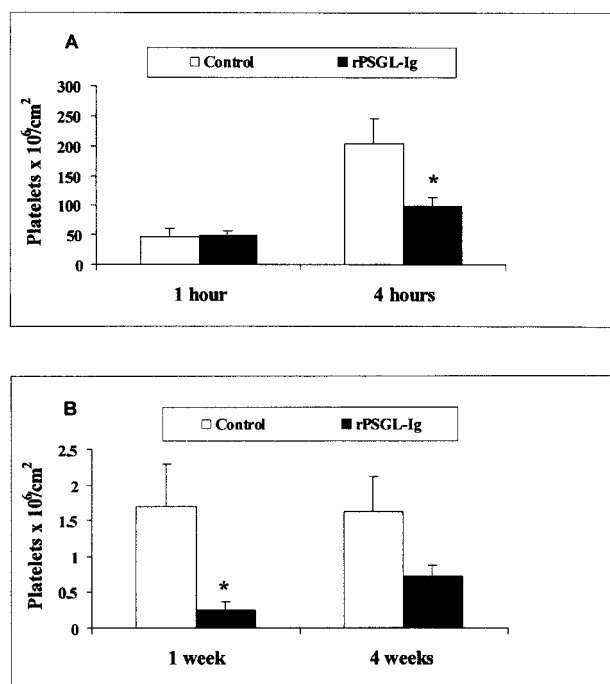 A
Control rPSGL-Ig
Platelets x 10⁶/cm²
300
250
200
150
100
50
0
*
1 hour 4 hours
B
Control rPSGL-Ig
Platelets x 10⁶/cm²
2.5
2
1.5
1
0.5
0
*
1 week 4 weeks